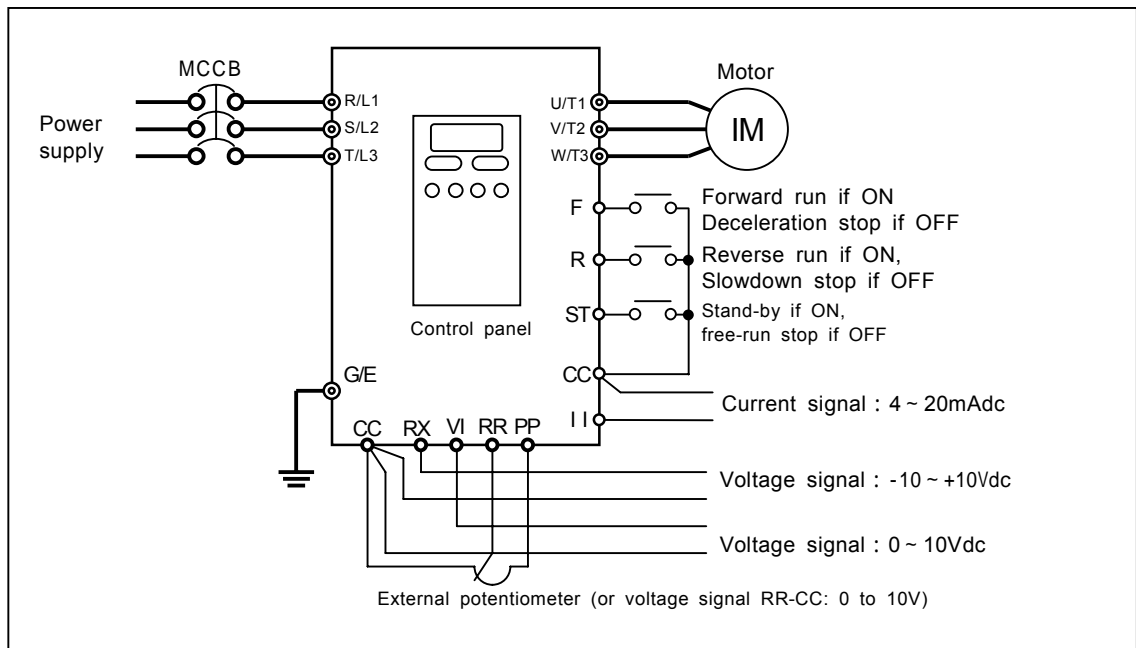 MCCB
Motor
R/L1
U/T1
Power
supply
S/L2
V/T2
IM
T/L3
W/T3
F
Forward run if ON
Deceleration stop if OFF
R
Reverse run if ON,
Slowdown stop if OFF
ST
Stand-by if ON,
free-run stop if OFF
Control panel
G/E
CC
Current signal : 4 ~ 20mAdc
II
CC RX VI RR PP
Voltage signal : -10 ~ +10Vdc
Voltage signal : 0 ~ 10Vdc
External potentiometer (or voltage signal RR-CC: 0 to 10V)